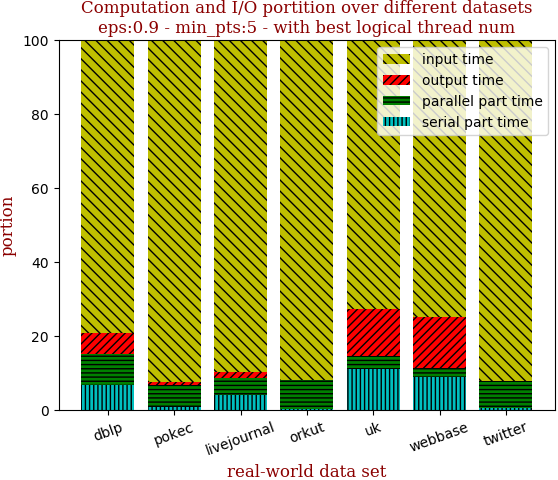 Computation and I/O portition over different datasets
eps:0.9 - min_pts:5 - with best logical thread num
100
80
60
40
20
0
portion
input time
output time
parallel part time
serial part time
dblp
pokec
livejournal
orkut
uk
webbase
twitter
real-world data set